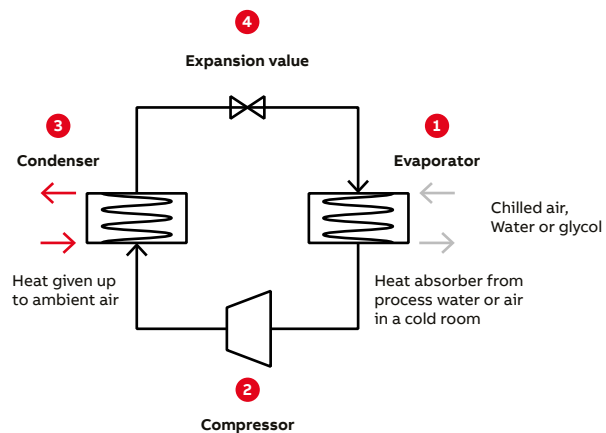 4
Expansion value
3
Condenser
1
Evaporator
Chilled air,
Water or glycol
Heat given up
to ambient air
Heat absorber from
process water or air
in a cold room
2
Compressor